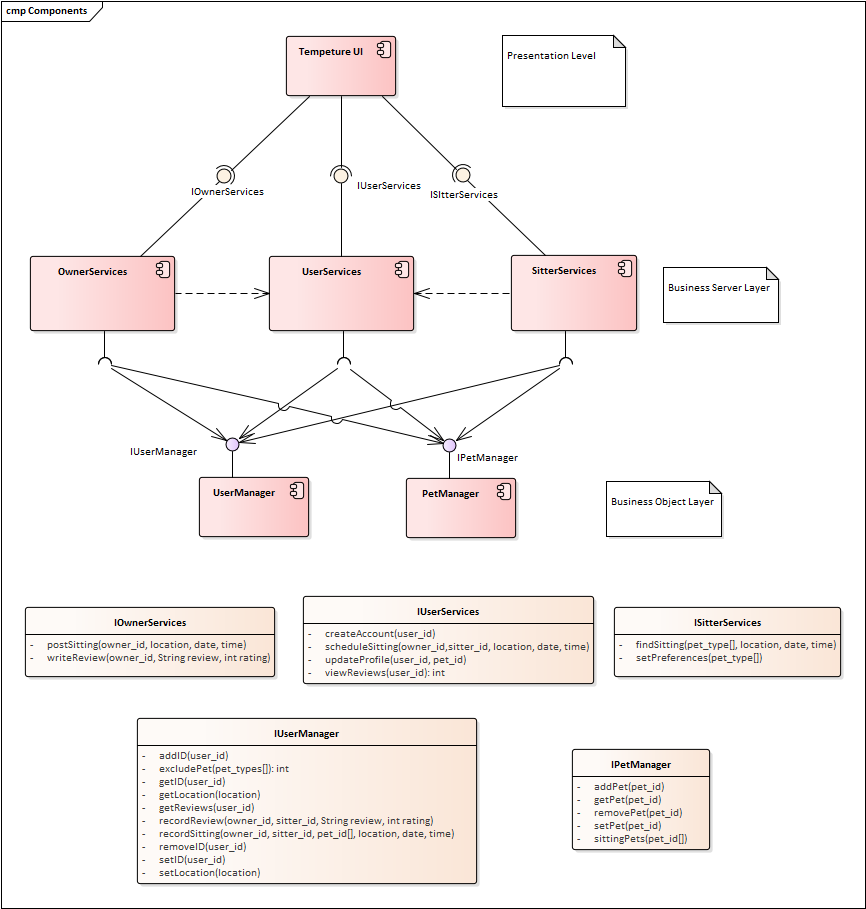 cmp Components
Tempeture UI
Presentation Level
IOwnerServices
IUserServices
ISItterServices
OwnerServices
UserServices
SitterServices
Business Server Layer
IUserManager
IPetManager
UserManager
PetManager
Business Object Layer
IOwnerServices
- postSitting(owner_id, location, date, time)
- writeReview(owner_id, String review, int rating)
IUserServices
- createAccount(user_id)
- scheduleSitting(owner_id,sitter_id, location, date, time)
- updateProfile(user_id, pet_id)
- viewReviews(user_id): int
ISitterServices
- findSitting(pet_type[], location, date, time)
- setPreferences(pet_type[])
IUserManager
- addID(user_id)
- excludePet(pet_types[]): int
- getID(user_id)
- getLocation(location)
- getReviews(user_id)
- recordReview(owner_id, sitter_id, String review, int rating)
- recordSitting(owner_id, sitter_id, pet_id[], location, date, time)
- removeID(user_id)
- setID(user_id)
- setLocation(location)
IPetManager
- addPet(pet_id)
- getPet(pet_id)
- removePet(pet_id)
- setPet(pet_id)
- sittingPets(pet_id[])